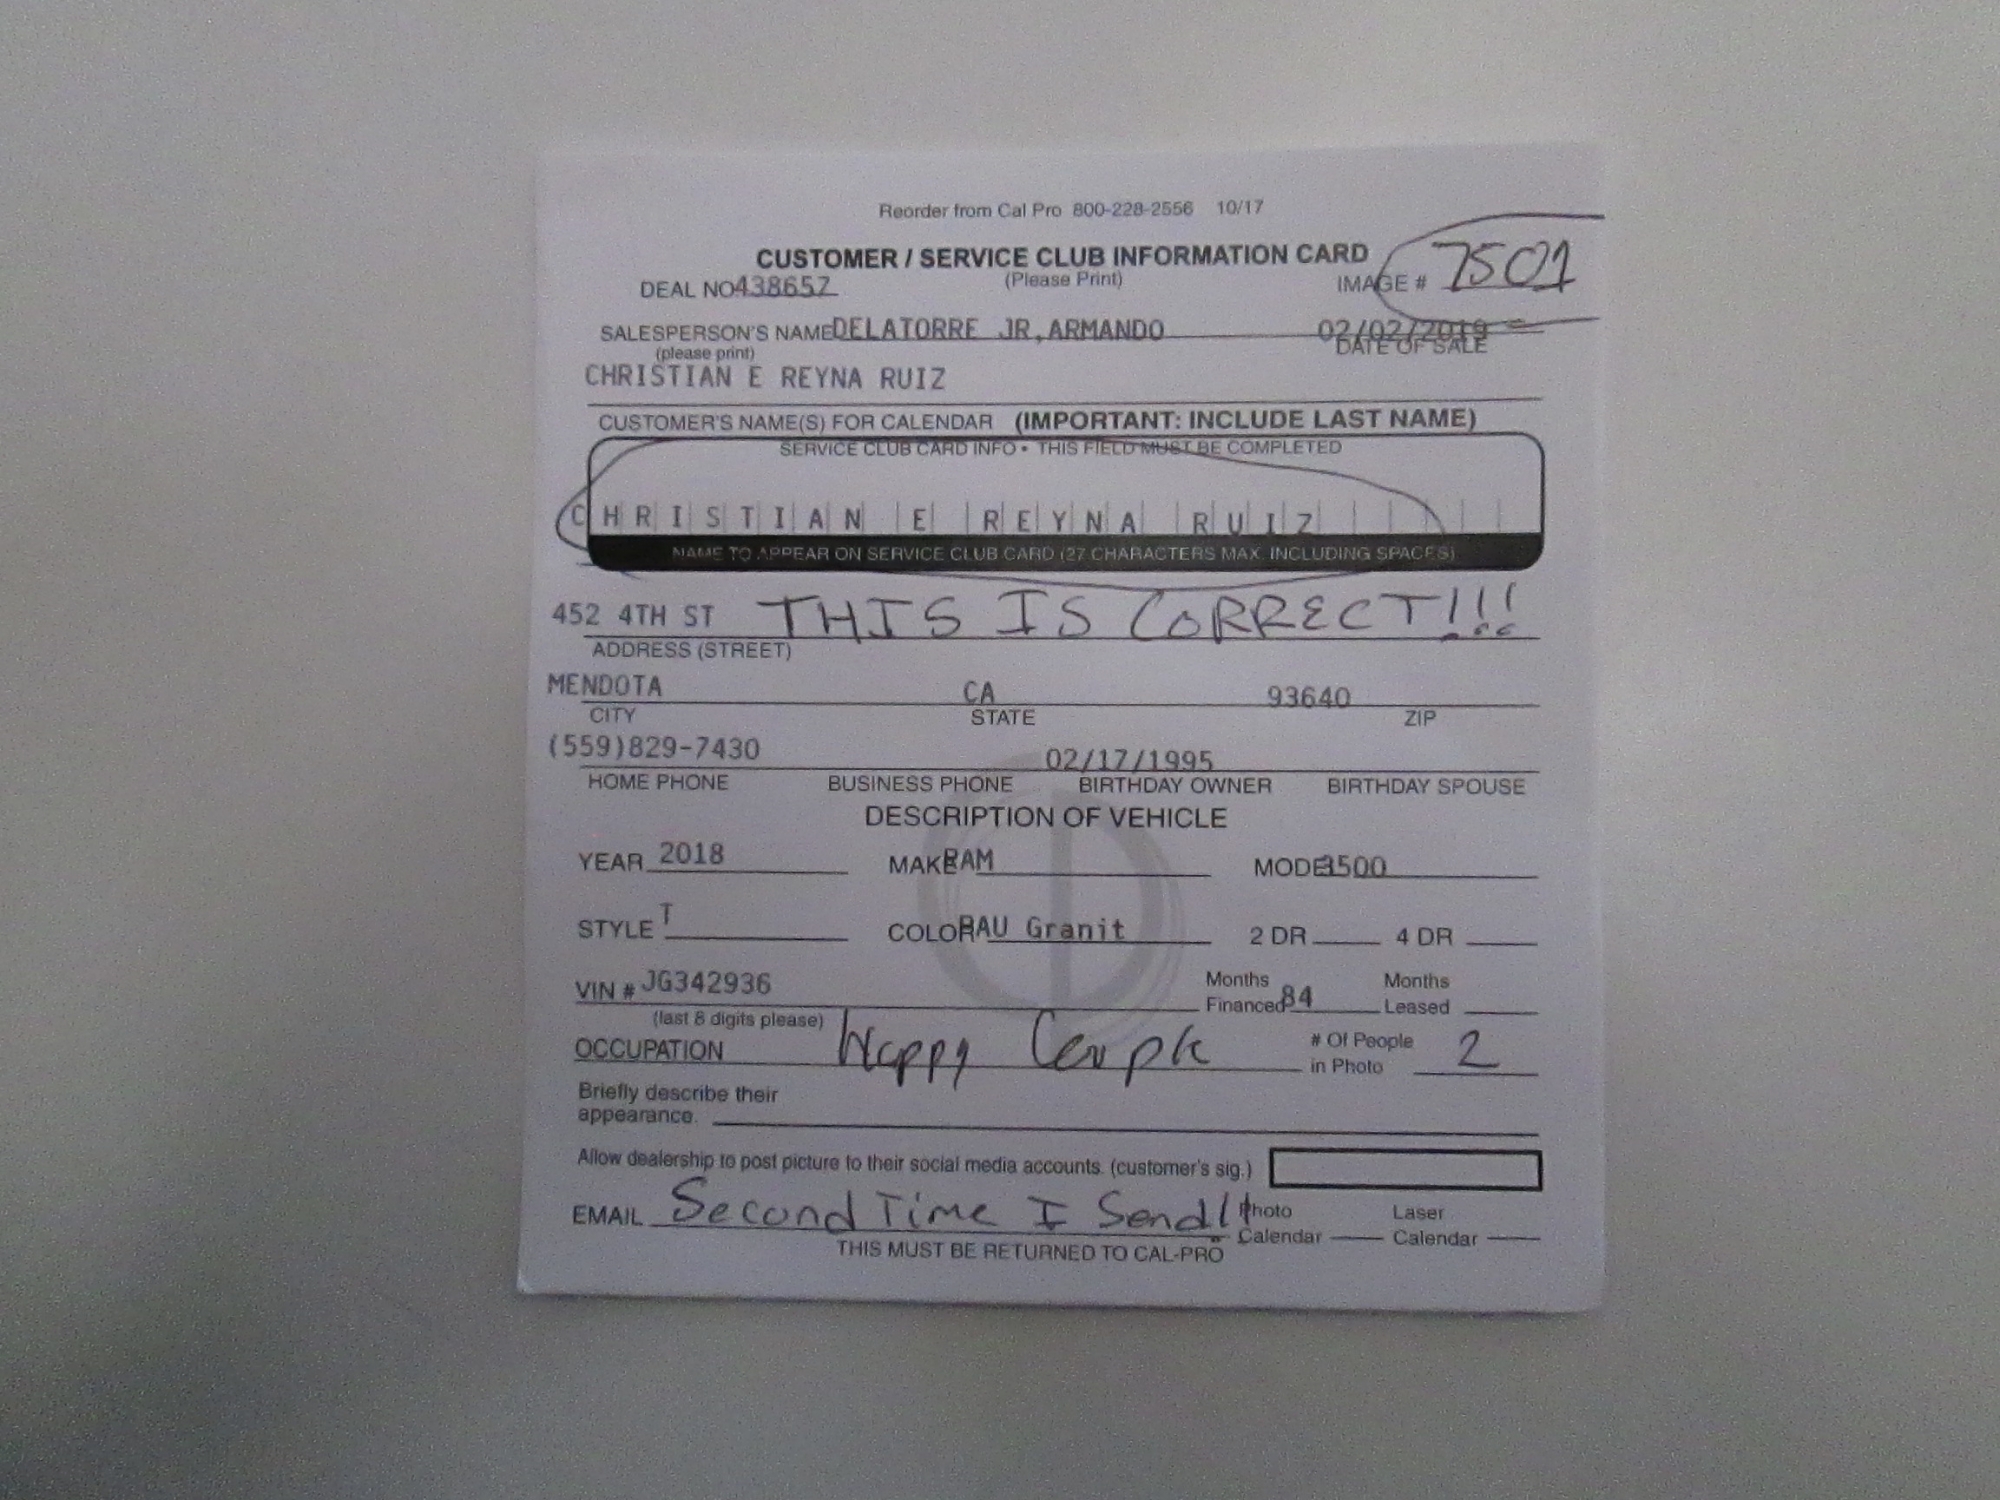 Reorder from Cal Pro 800-228-2556 10/17
CUSTOMER / SERVICE CLUB INFORMATION CARD
(Please Print)
DEAL NO 438657 IMAGE # 7501
SALESPERSON'S NAME DELATORRE JR,ARMANDO 02/02/2019
(please print) DATE OF SALE
CHRISTIAN E REYNA RUIZ
CUSTOMER'S NAME(S) FOR CALENDAR (IMPORTANT: INCLUDE LAST NAME)
SERVICE CLUB CARD INFO • THIS FIELD MUST BE COMPLETED
CHRISTIAN E REYNA RUIZ
NAME TO APPEAR ON SERVICE CLUB CARD (27 CHARACTERS MAX. INCLUDING SPACES)
452 4TH ST THIS IS CORRECT!!!
ADDRESS (STREET)
MENDOTA CA 93640
CITY STATE ZIP
(559)829-7430 02/17/1995
HOME PHONE BUSINESS PHONE BIRTHDAY OWNER BIRTHDAY SPOUSE
DESCRIPTION OF VEHICLE
YEAR 2018 MAKE RAM MODEL 3500
STYLE T COLOR RAU Granit 2 DR 4 DR
VIN # JG342936 Months Financed 84 Months Leased
(last 8 digits please)
OCCUPATION Happy # Of People in Photo 2
Briefly describe their
appearance.
Allow dealership to post picture to their social media accounts. (customer's sig.)
EMAIL Second Time I Send!! Photo Calendar Laser Calendar
THIS MUST BE RETURNED TO CAL-PRO